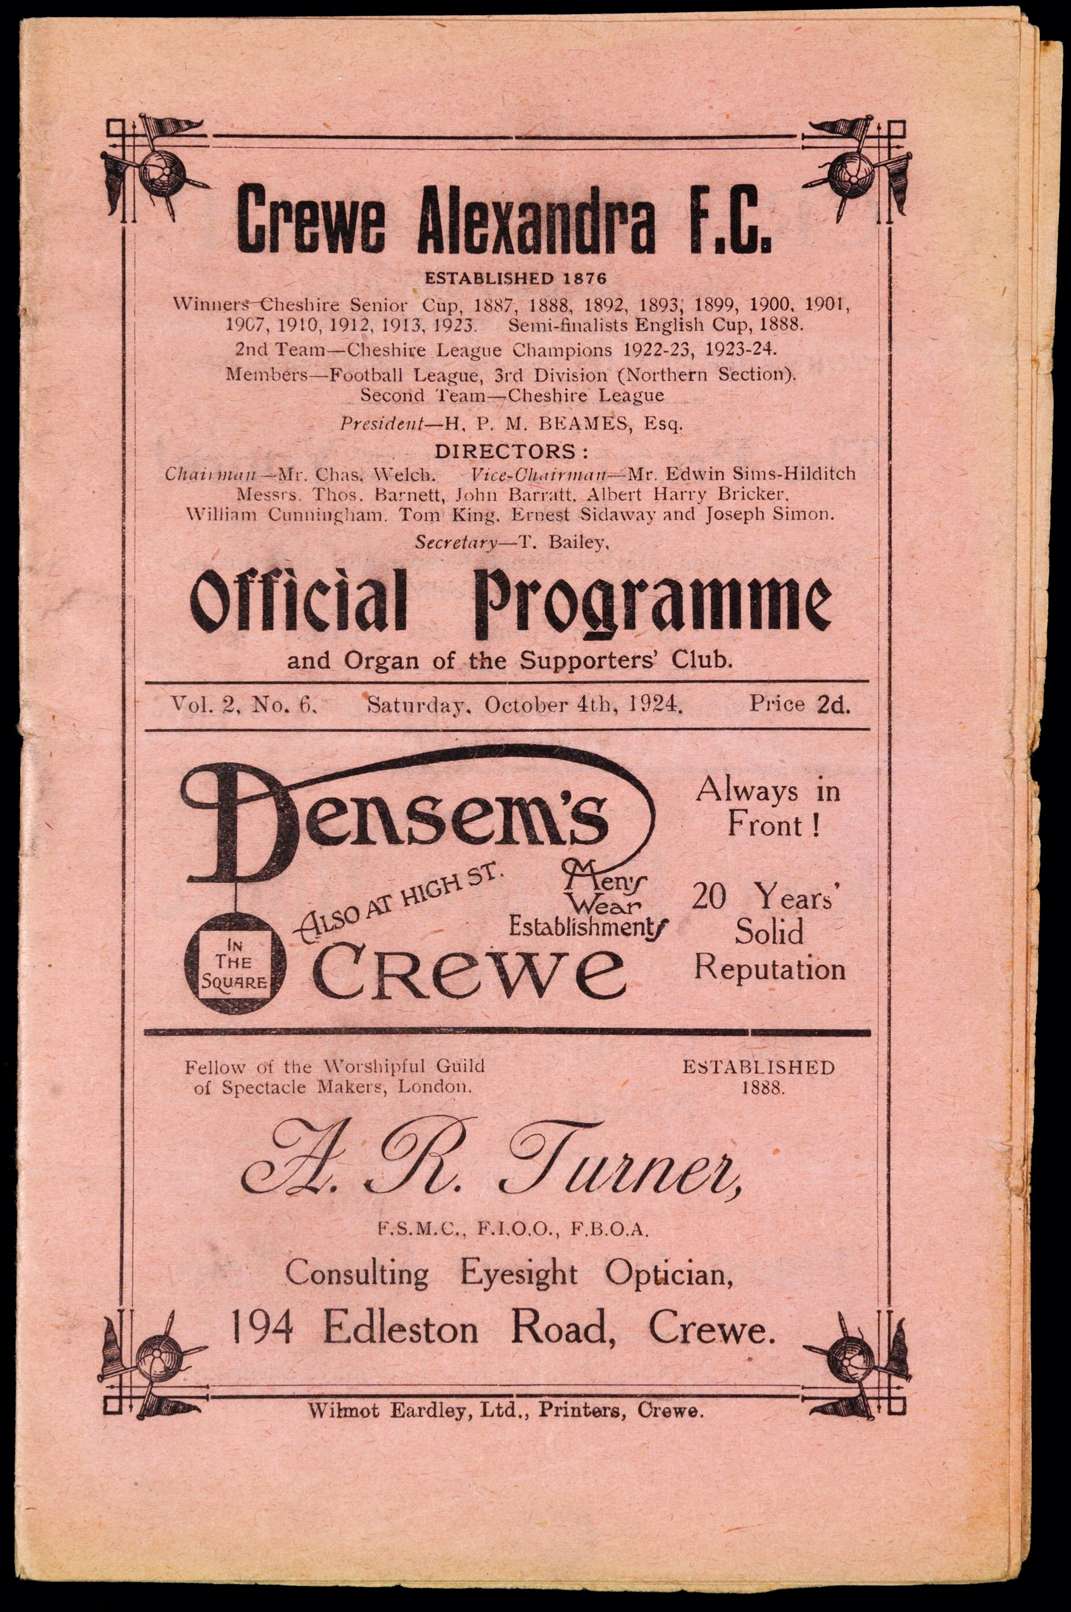 Crewe Alexandra F.C.
ESTABLISHED 1876
Winners—Cheshire Senior Cup, 1887, 1888, 1892, 1893, 1899, 1900, 1901,
1907, 1910, 1912, 1913, 1923. Semi-finalists English Cup, 1888.
2nd Team—Cheshire League Champions 1922-23, 1923-24.
Members—Football League, 3rd Division (Northern Section).
Second Team—Cheshire League
President—H. P. M. BEAMES, Esq.
DIRECTORS :
Chairman—Mr. Chas. Welch. Vice-Chairman—Mr. Edwin Sims-Hilditch
Messrs. Thos. Barnett, John Barratt, Albert Harry Bricker,
William Cunningham, Tom King, Ernest Sidaway and Joseph Simon.
Secretary—T. Bailey.
Official Programme
and Organ of the Supporters' Club.
Vol. 2. No. 6. Saturday, October 4th, 1924. Price 2d.
Densem's
ALSO AT HIGH ST.
Men's
Wear
Establishments
IN
THE
SQUARE
CREWE
Always in
Front !
20 Years'
Solid
Reputation
Fellow of the Worshipful Guild
of Spectacle Makers, London.
ESTABLISHED
1888.
A. R. Turner,
F.S.M.C., F.I.O.O., F.B.O.A.
Consulting Eyesight Optician,
194 Edleston Road, Crewe.
Wilmot Eardley, Ltd., Printers, Crewe.